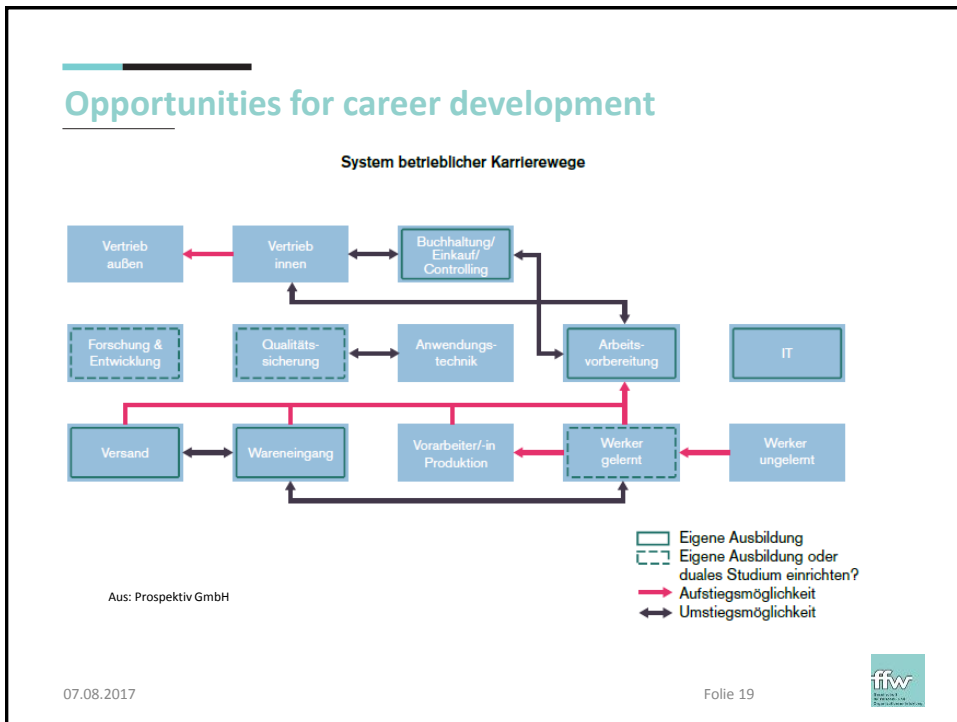 Opportunities for career development
System betrieblicher Karrierewege
Vertrieb
außen
Vertrieb
innen
Buchhaltung/
Einkauf/
Controlling
Forschung &
Entwicklung
Qualitäts-
sicherung
Anwendungs-
technik
Arbeits-
vorbereitung
IT
Versand
Wareneingang
Vorarbeiter/-in
Produktion
Werker
gelernt
Werker
ungelernt
Eigene Ausbildung
Eigene Ausbildung oder
duales Studium einrichten?
Aufstiegsmöglichkeit
Umstiegsmöglichkeit
Aus: Prospektiv GmbH
07.08.2017
Folie 19
ffw